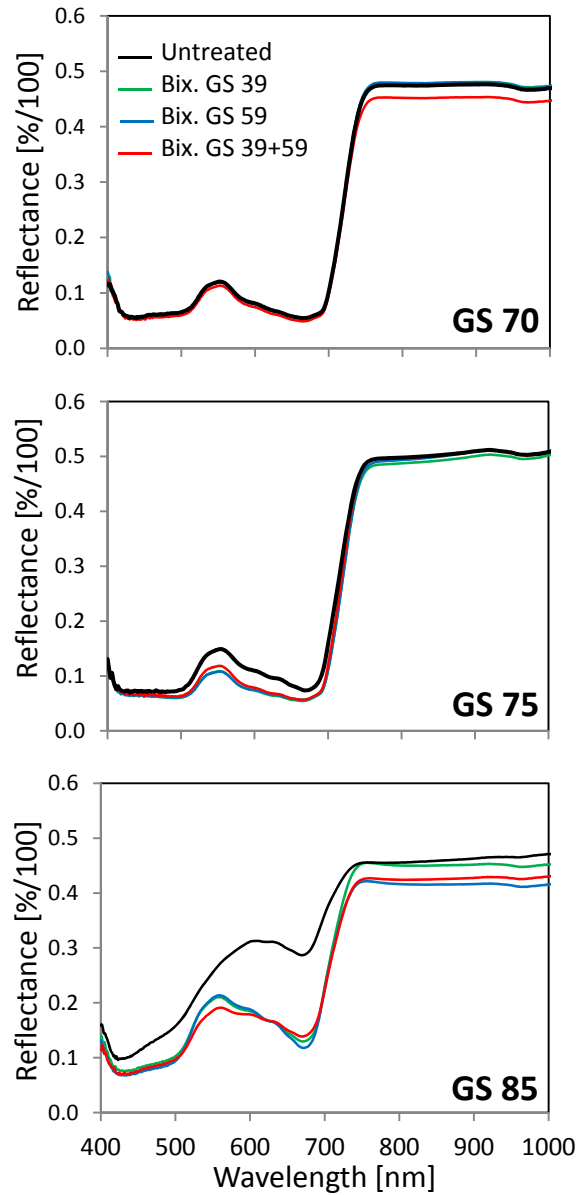 0.6
0.5
0.4
0.3
0.2
0.1
0.0
Reflectance [%/100]
Untreated
Bix. GS 39
Bix. GS 59
Bix. GS 39+59
GS 70
0.6
0.5
0.4
0.3
0.2
0.1
0.0
Reflectance [%/100]
GS 75
0.6
0.5
0.4
0.3
0.2
0.1
0.0
Reflectance [%/100]
GS 85
400 500 600 700 800 900 1000
Wavelength [nm]